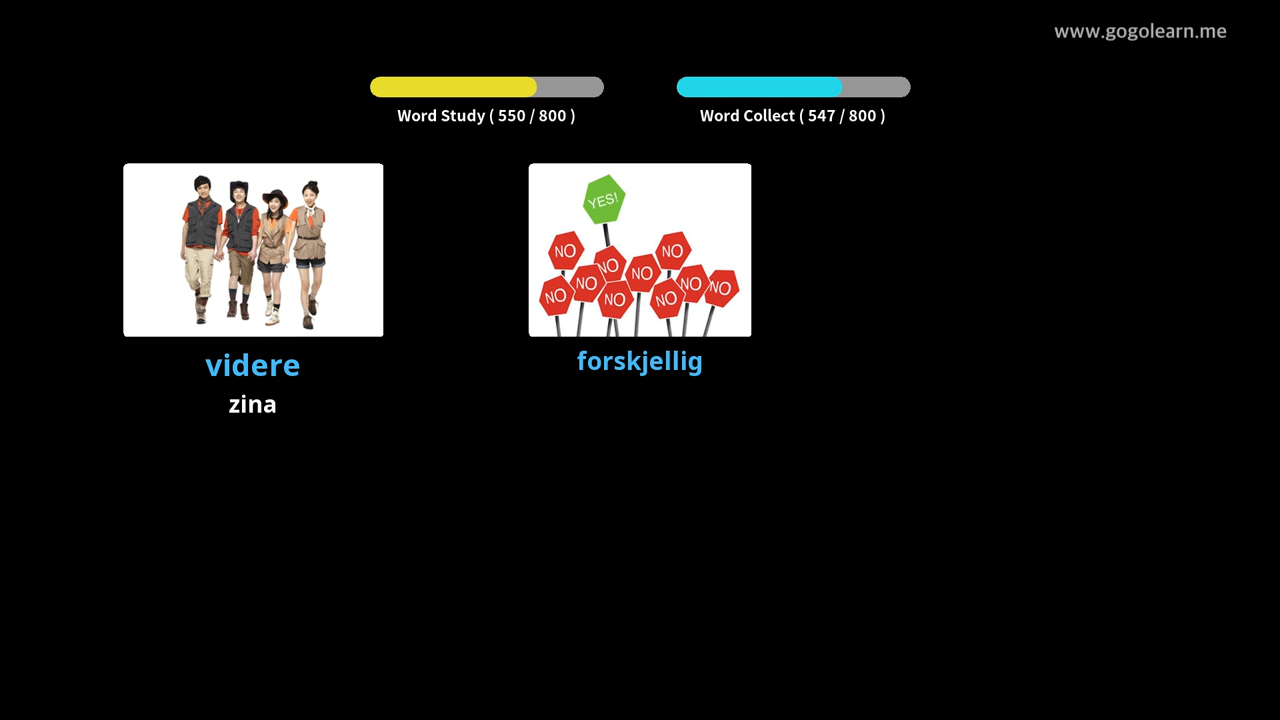 www.gogolearn.me
Word Study ( 550 / 800 )
Word Collect ( 547 / 800 )
YES!
NO
NO
NO
NO
NO
NO
NO
NO
NO
NO
videre
forskjellig
zina